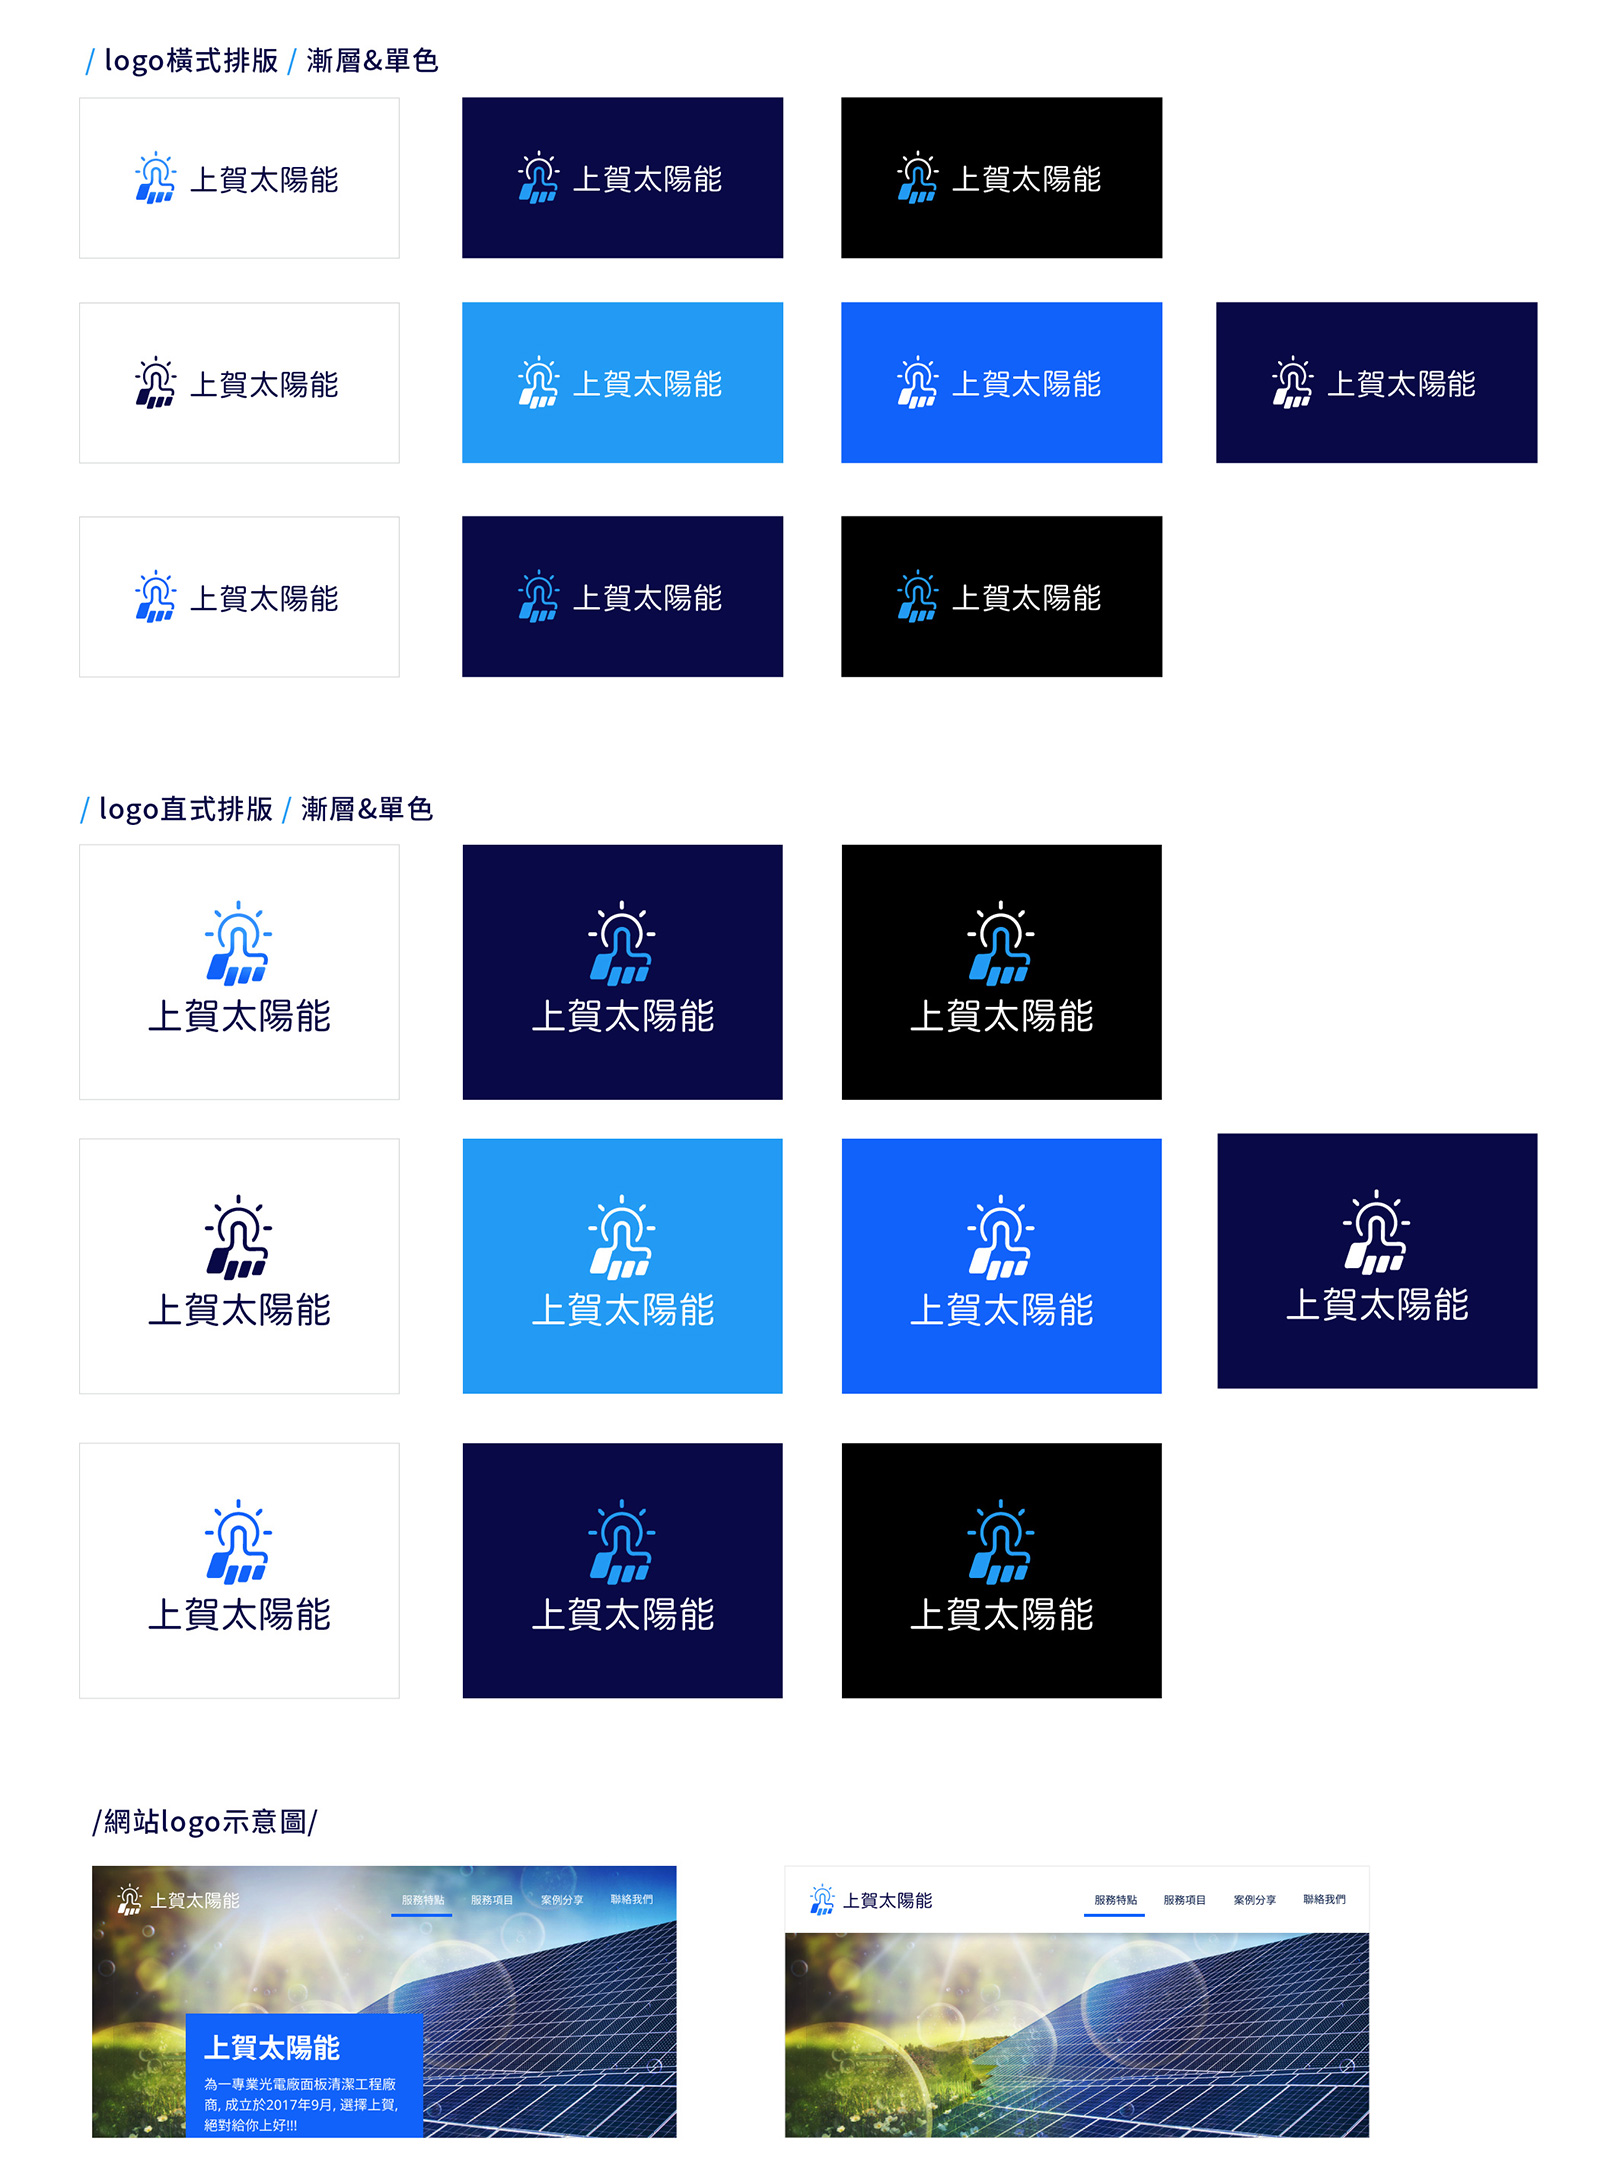 / logo橫式排版 / 漸層&單色
上賀太陽能
上賀太陽能
上賀太陽能
上賀太陽能
上賀太陽能
上賀太陽能
上賀太陽能
上賀太陽能
上賀太陽能
上賀太陽能
/ logo直式排版 / 漸層&單色
上賀太陽能
上賀太陽能
上賀太陽能
上賀太陽能
上賀太陽能
上賀太陽能
上賀太陽能
上賀太陽能
上賀太陽能
上賀太陽能
/網站logo示意圖/
上賀太陽能 服務特點 服務項目 案例分享 聯絡我們
上賀太陽能
為一專業光電廠面板清潔工程廠
商, 成立於2017年9月, 選擇上賀,
絕對給你上好!!!
上賀太陽能 服務特點 服務項目 案例分享 聯絡我們